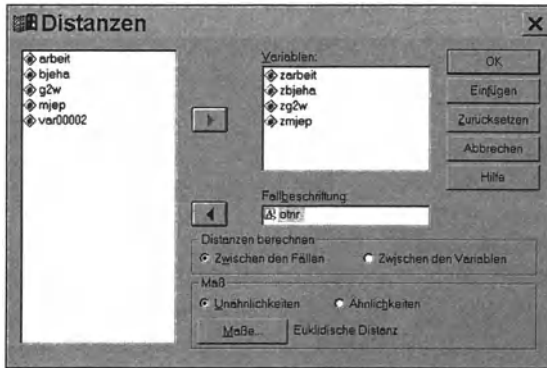 Distanzen
arbeit
bjeha
g2w
mjep
var00002
Variablen:
zarbeit
zbjeha
zg2w
zmjep
Fallbeschriftung:
otnr
Distanzen berechnen
Zwischen den Fällen
Zwischen den Variablen
Maß
Unähnlichkeiten
Ähnlichkeiten
Maße...
Euklidische Distanz
OK
Einfügen
Zurücksetzen
Abbrechen
Hilfe